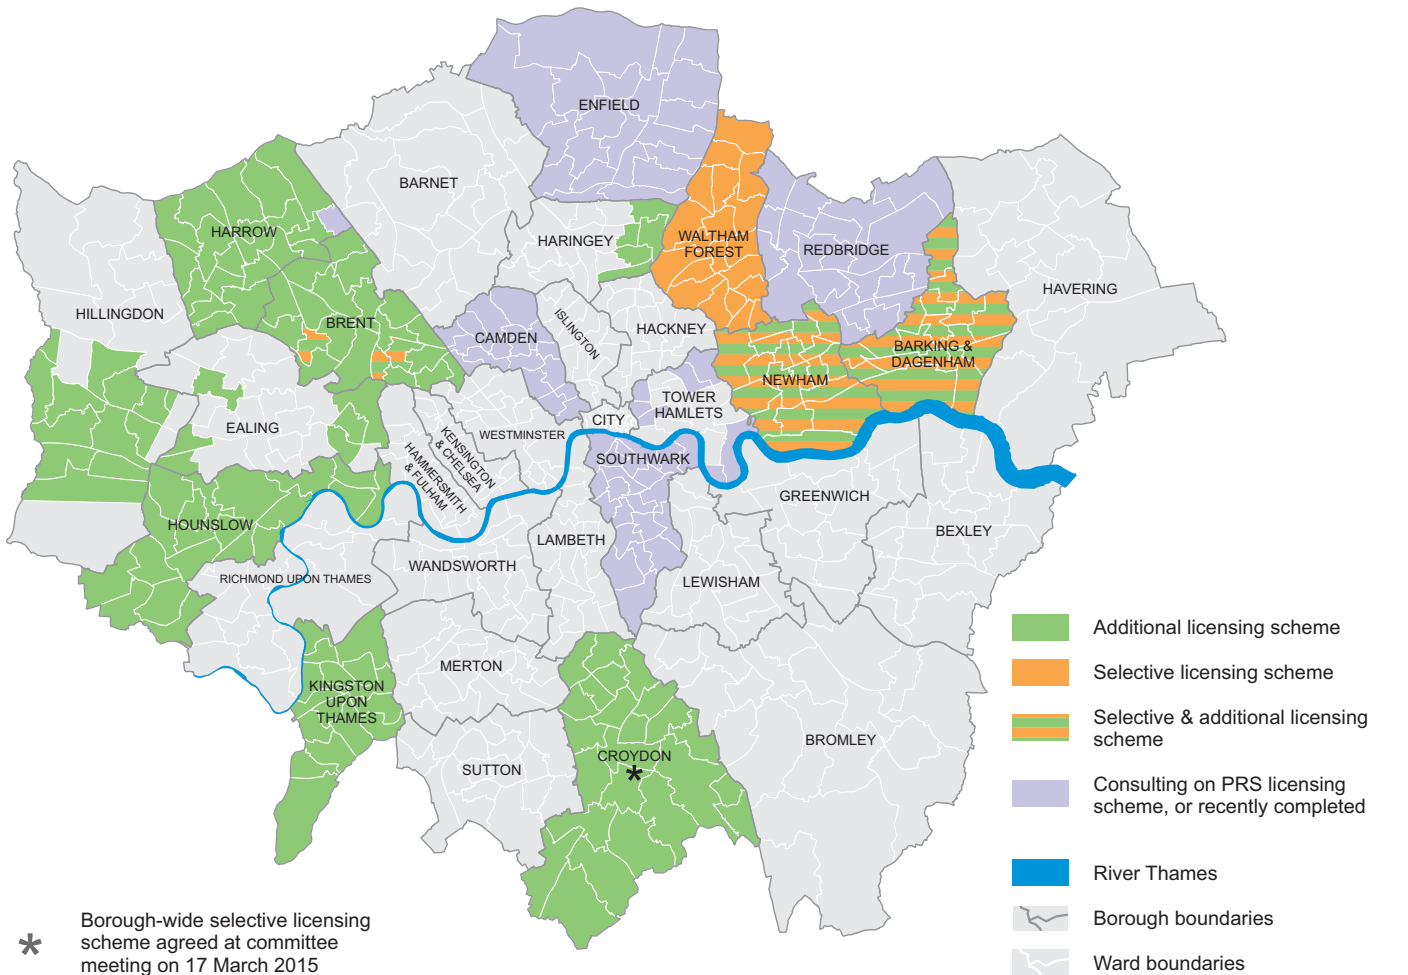 ENFIELD
BARNET
HARROW
HARINGEY
WALTHAM
FOREST
REDBRIDGE
HAVERING
HILLINGDON
BRENT
CAMDEN
ISLINGTON
HACKNEY
BARKING &
DAGENHAM
NEWHAM
TOWER
HAMLETS
EALING
CITY
WESTMINSTER
KENSINGTON
& CHELSEA
HAMMERSMITH
& FULHAM
SOUTHWARK
GREENWICH
HOUNSLOW
BEXLEY
LAMBETH
WANDSWORTH
RICHMOND UPON THAMES
LEWISHAM
MERTON
KINGSTON
UPON
THAMES
BROMLEY
CROYDON
*
SUTTON
Additional licensing scheme
Selective licensing scheme
Selective & additional licensing
scheme
Consulting on PRS licensing
scheme, or recently completed
River Thames
Borough boundaries
Ward boundaries
* Borough-wide selective licensing
scheme agreed at committee
meeting on 17 March 2015